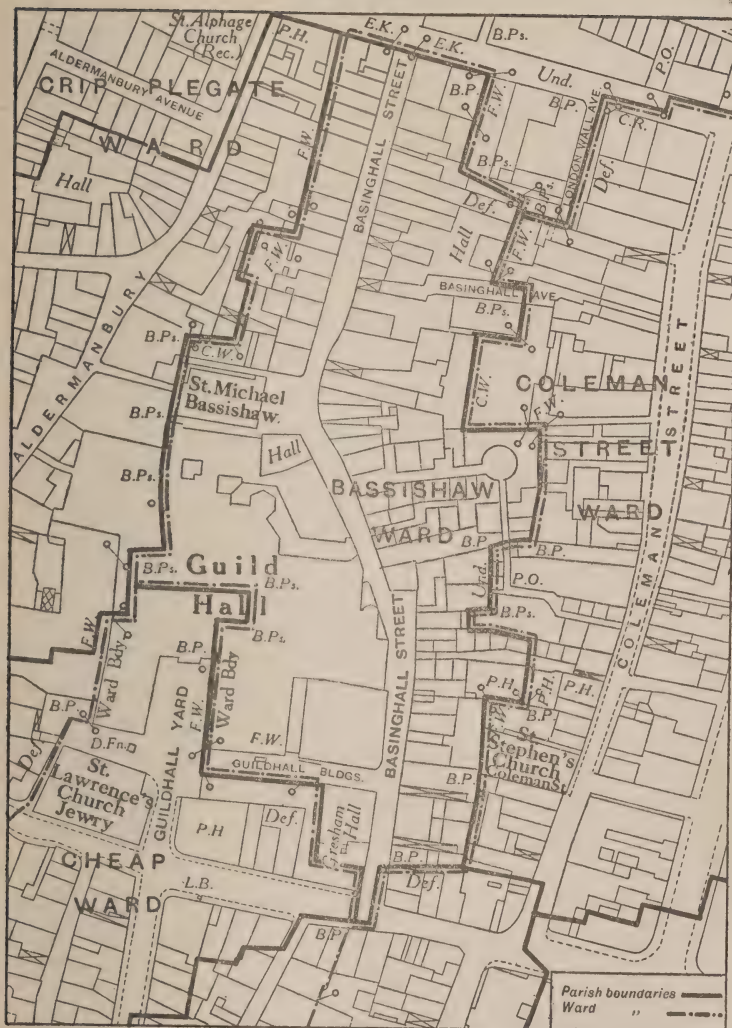 St. Alphage
Church
(Rec.)
P.H.
E.K.
E.K.
B.Ps.
P.O.
ALDERMANBURY
AVENUE
CRIPPLEGATE
WARD
Hall
F.W.
BASINGHALL STREET
B.P.
F.W.
Und.
B.P.
LONDON WALL AVE.
C.R.
Def.
B.Ps.
B.Ps.
Def.
Hall
F.W.
F.W.
BASINGHALL AVE
B.Ps.
ALDERMANBURY
B.Ps.
C.W.
St. Michael
Bassishaw.
C.W.
COLEMAN
STREET
WARD
F.W.
COLEMAN STREET
B.Ps.
Hall
B.Ps.
BASSISHAW
WARD
B.P.
B.P.
Und.
P.O.
B.Ps.
Guild
Hall
B.Ps.
B.Ps.
B.Ps.
F.W.
Ward Bdy
B.P.
Ward Bdy
F.W.
BASINGHALL STREET
P.H.
P.H.
P.H.
B.P.
F.W.
St.
Stephen's
Church
Coleman St.
B.P.
B.P.
D.Fn.
Def.
GUILDHALL YARD
F.W.
GUILDHALL BLDGS.
St.
Lawrence's
Church
Jewry
P.H
Def.
Gresham
Hall
B.P.
Def.
CHEAP
WARD
L.B.
B.P.
Parish boundaries
Ward "